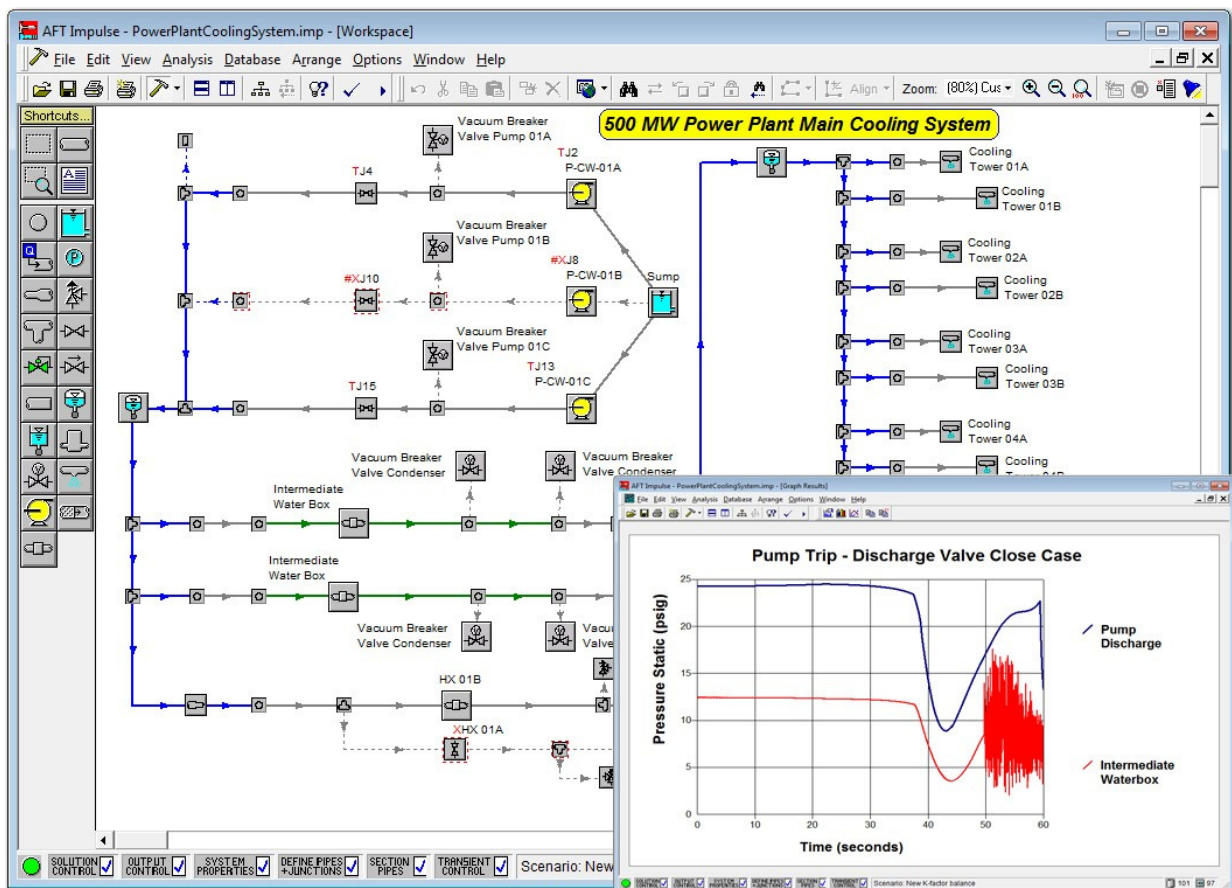 AFT Impulse - PowerPlantCoolingSystem.imp - [Workspace]
File Edit View Analysis Database Arrange Options Window Help
Align Zoom: (80%) Cus
Shortcuts...
500 MW Power Plant Main Cooling System
Vacuum Breaker
Valve Pump 01A
TJ2
P-CW-01A
TJ4
Vacuum Breaker
Valve Pump 01B
#XJ8
P-CW-01B
#XJ10
Sump
Vacuum Breaker
Valve Pump 01C
TJ13
P-CW-01C
TJ15
Cooling
Tower 01A
Cooling
Tower 01B
Cooling
Tower 02A
Cooling
Tower 02B
Cooling
Tower 03A
Cooling
Tower 03B
Cooling
Tower 04A
Cooling
Vacuum Breaker
Valve Condenser
Vacuum Breaker
Valve Condenser
Intermediate
Water Box
Intermediate
Water Box
Vacuum Breaker
Valve Condenser
HX 01B
XHX 01A
SOLUTION CONTROL
OUTPUT CONTROL
SYSTEM PROPERTIES
DEFINE PIPES +JUNCTIONS
SECTION PIPES
TRANSIENT CONTROL
Scenario: New
AFT Impulse - PowerPlantCoolingSystem.imp - [Graph Results]
File Edit View Analysis Database Arrange Options Window Help
Pump Trip - Discharge Valve Close Case
Pressure Static (psig)
25
20
15
10
5
0
0 10 20 30 40 50 60
Time (seconds)
Pump
Discharge
Intermediate
Waterbox
Scenario: New K-factor balance
101 97